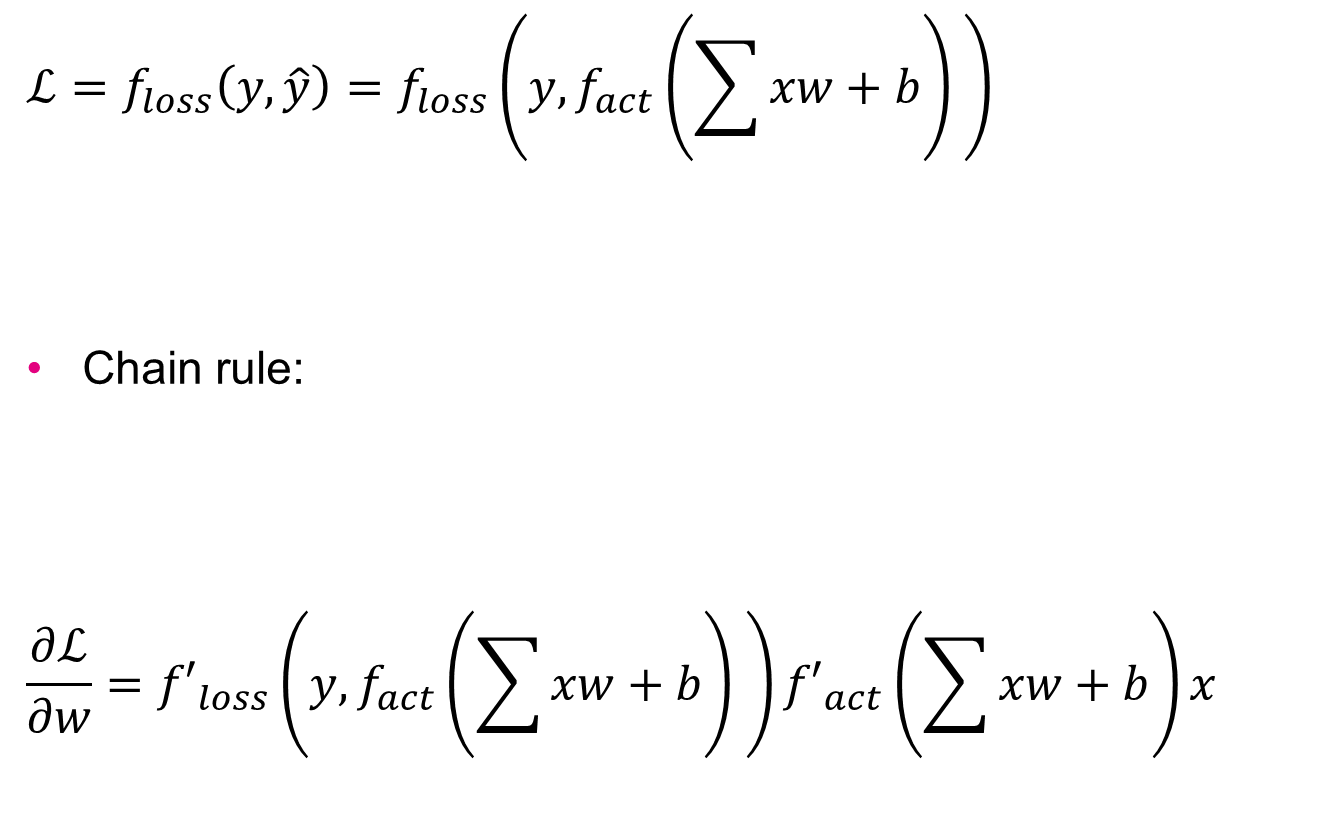 ℒ = f_loss(y, ŷ) = f_loss(y, f_act(∑ xw + b))
• Chain rule:
∂ℒ/∂w = f′_loss(y, f_act(∑ xw + b)) f′_act(∑ xw + b) x